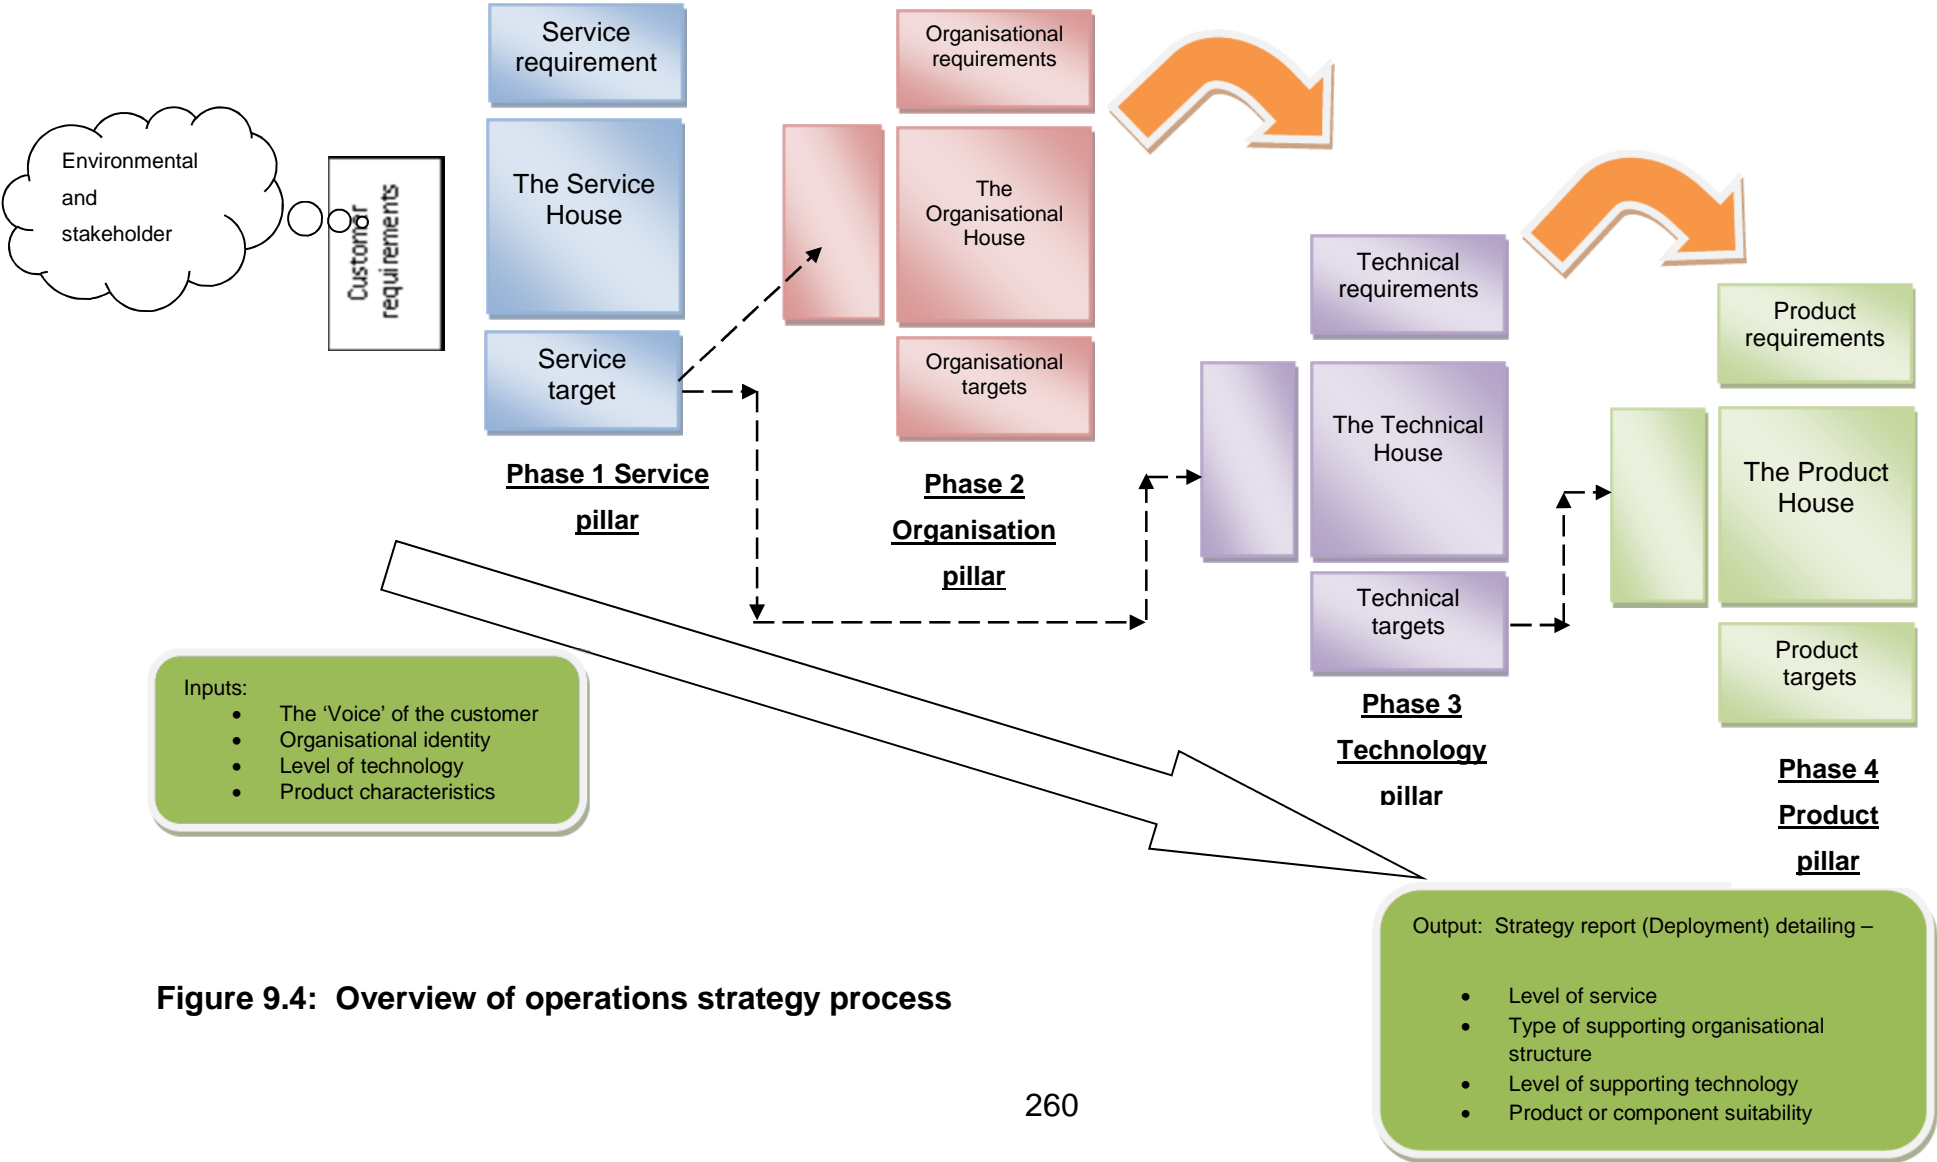 Environmental
and
stakeholder
Customer
requirements
Service
requirement
The Service
House
Service
target
Phase 1 Service
pillar
Organisational
requirements
The
Organisational
House
Organisational
targets
Phase 2
Organisation
pillar
Technical
requirements
The Technical
House
Technical
targets
Phase 3
Technology
pillar
Product
requirements
The Product
House
Product
targets
Phase 4
Product
pillar
Inputs:
• The ‘Voice’ of the customer
• Organisational identity
• Level of technology
• Product characteristics
Output: Strategy report (Deployment) detailing –
• Level of service
• Type of supporting organisational
structure
• Level of supporting technology
• Product or component suitability
Figure 9.4: Overview of operations strategy process
260